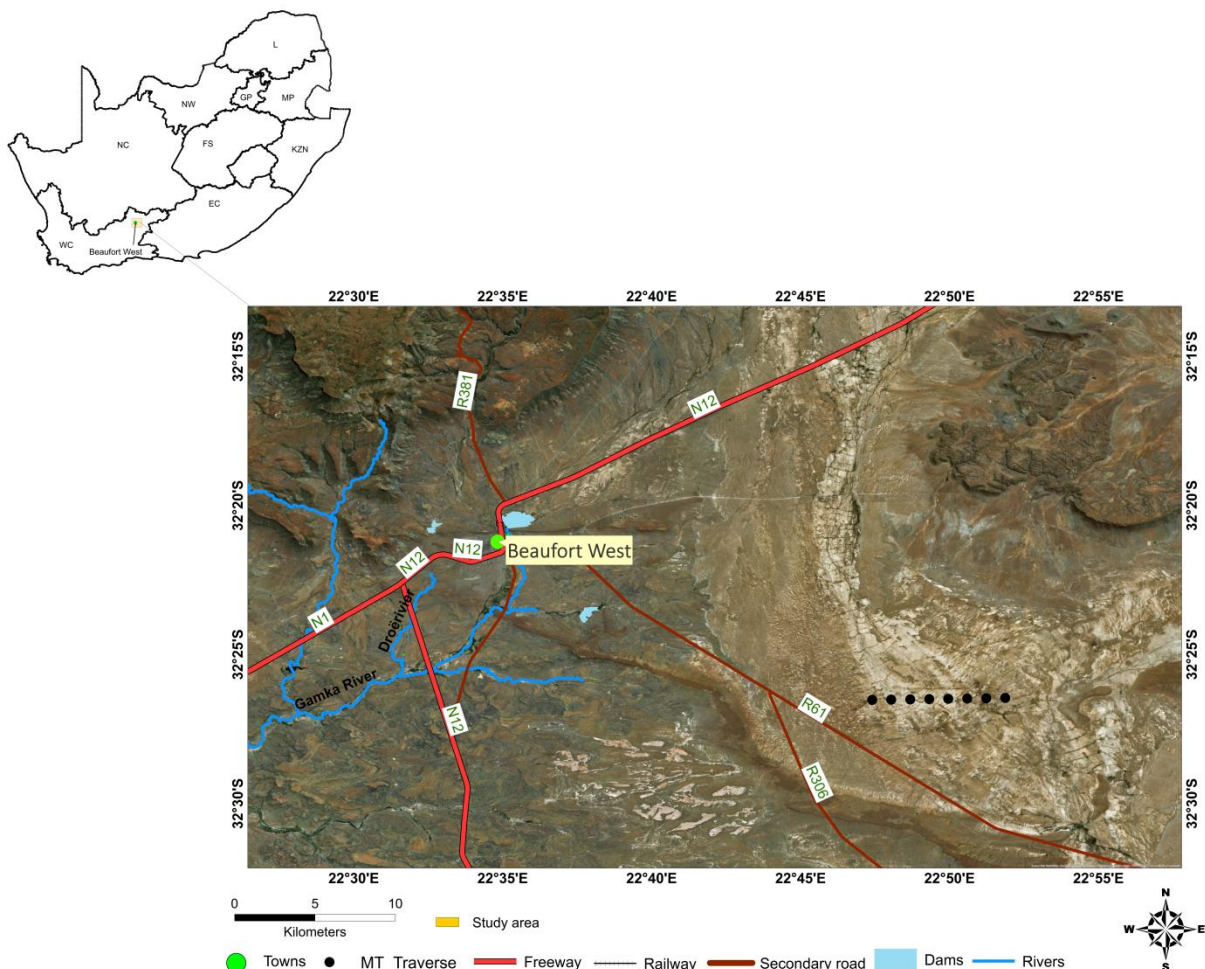 L
NW
GP
MP
NC
FS
KZN
EC
WC
Beaufort West
22°30'E 22°35'E 22°40'E 22°45'E 22°50'E 22°55'E
32°15'S
32°15'S
R381
N12
32°20'S
32°20'S
Beaufort West
N12
N12
Droërivier
N1
32°25'S
32°25'S
Gamka River
N12
R61
R306
32°30'S
32°30'S
22°30'E 22°35'E 22°40'E 22°45'E 22°50'E 22°55'E
0 5 10
Kilometers
Study area
N
W E
S
Towns MT Traverse Freeway Railway Secondary road Dams Rivers